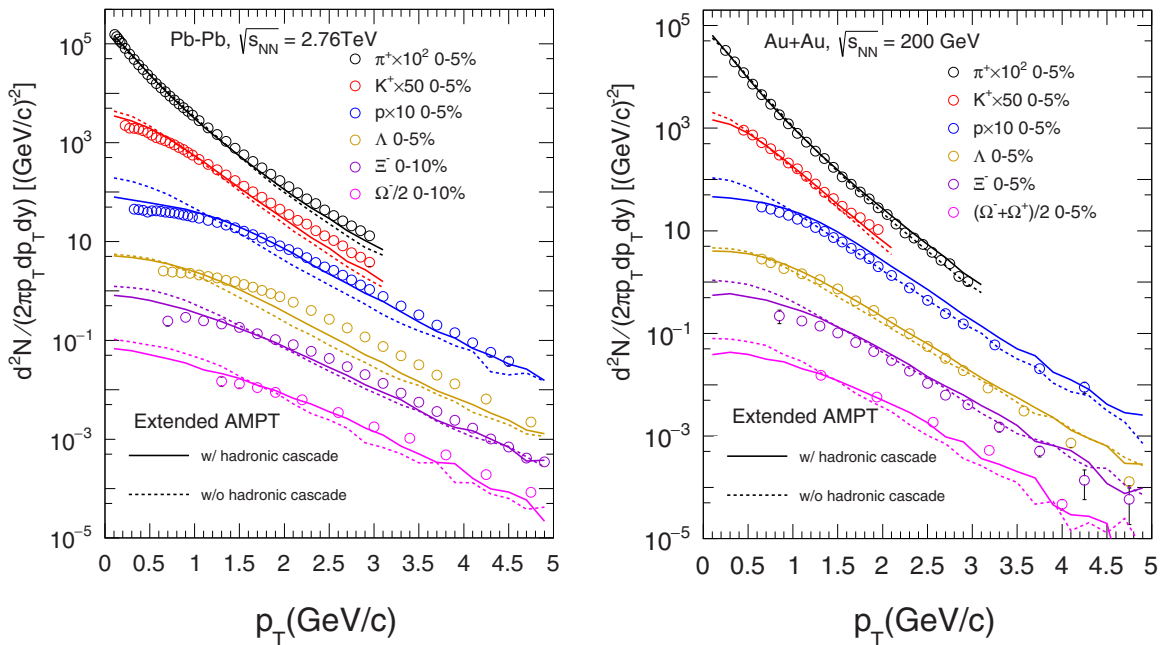 Pb-Pb, √s_NN = 2.76TeV
π⁺×10² 0-5%
K⁺×50 0-5%
p×10 0-5%
Λ 0-5%
Ξ⁻ 0-10%
Ω⁻/2 0-10%
Extended AMPT
w/ hadronic cascade
w/o hadronic cascade
d²N/(2πp_T dp_T dy) [(GeV/c)⁻²]
10⁵
10³
10
10⁻¹
10⁻³
10⁻⁵
0 0.5 1 1.5 2 2.5 3 3.5 4 4.5 5
p_T(GeV/c)
Au+Au, √s_NN = 200 GeV
π⁺×10² 0-5%
K⁺×50 0-5%
p×10 0-5%
Λ 0-5%
Ξ⁻ 0-5%
(Ω⁻+Ω⁺)/2 0-5%
Extended AMPT
w/ hadronic cascade
w/o hadronic cascade
d²N/(2πp_T dp_T dy) [(GeV/c)⁻²]
10⁵
10³
10
10⁻¹
10⁻³
10⁻⁵
0 0.5 1 1.5 2 2.5 3 3.5 4 4.5 5
p_T(GeV/c)